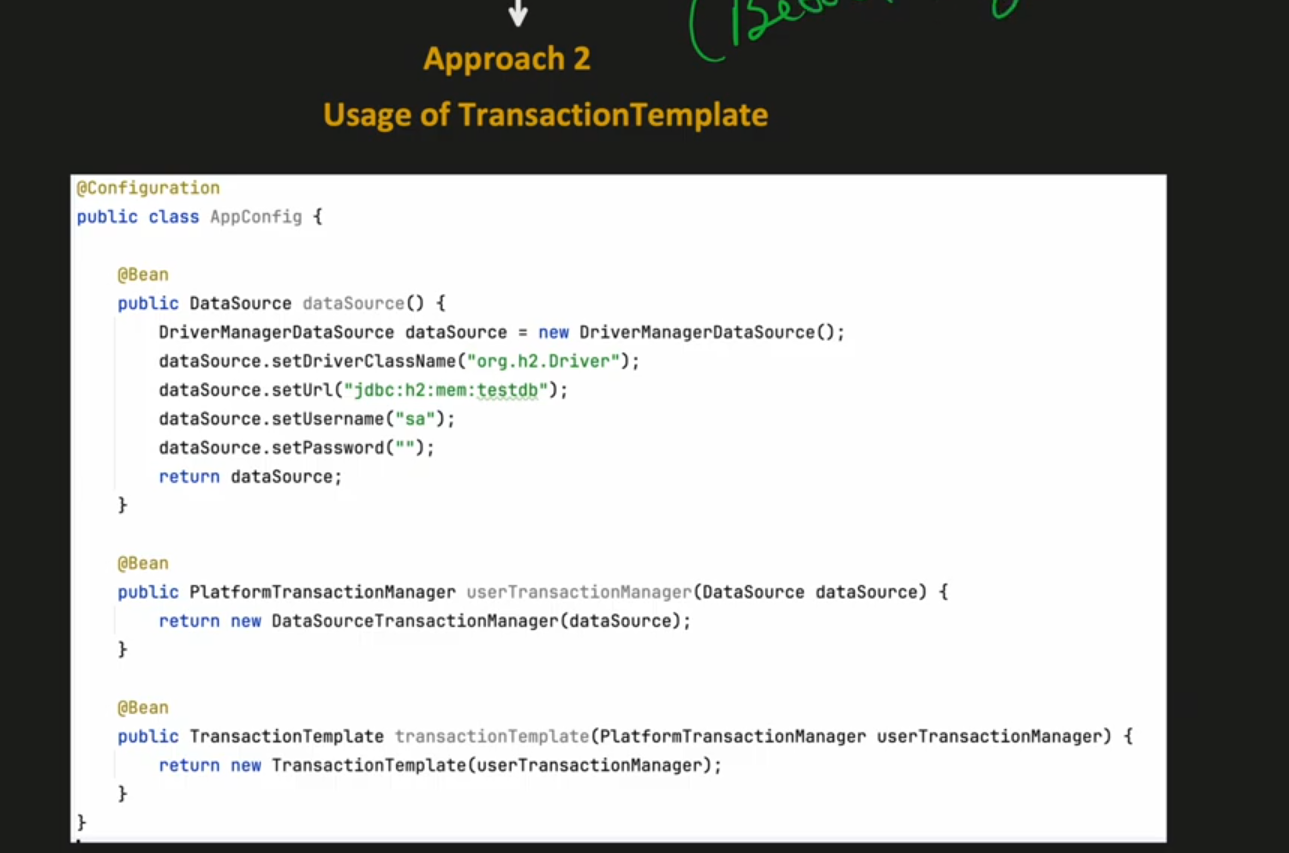 Approach 2
Usage of TransactionTemplate
@Configuration
public class AppConfig {
@Bean
public DataSource dataSource() {
DriverManagerDataSource dataSource = new DriverManagerDataSource();
dataSource.setDriverClassName("org.h2.Driver");
dataSource.setUrl("jdbc:h2:mem:testdb");
dataSource.setUsername("sa");
dataSource.setPassword("");
return dataSource;
}
@Bean
public PlatformTransactionManager userTransactionManager(DataSource dataSource) {
return new DataSourceTransactionManager(dataSource);
}
@Bean
public TransactionTemplate transactionTemplate(PlatformTransactionManager userTransactionManager) {
return new TransactionTemplate(userTransactionManager);
}
}